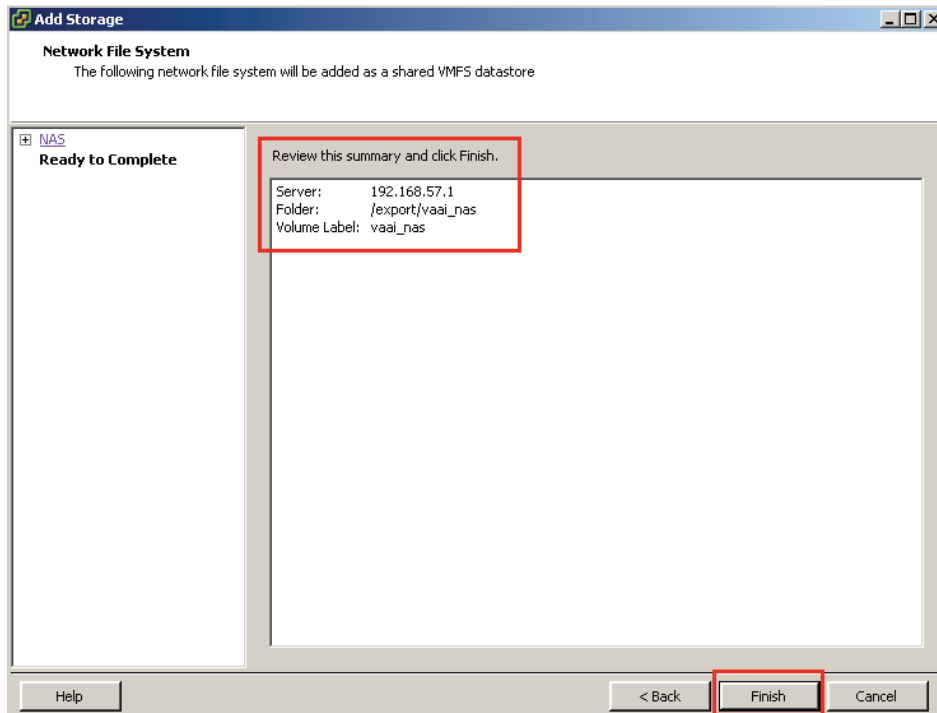 Add Storage
Network File System
The following network file system will be added as a shared VMFS datastore
NAS
Ready to Complete
Review this summary and click Finish.
Server: 192.168.57.1
Folder: /export/vaai_nas
Volume Label: vaai_nas
Help
< Back
Finish
Cancel